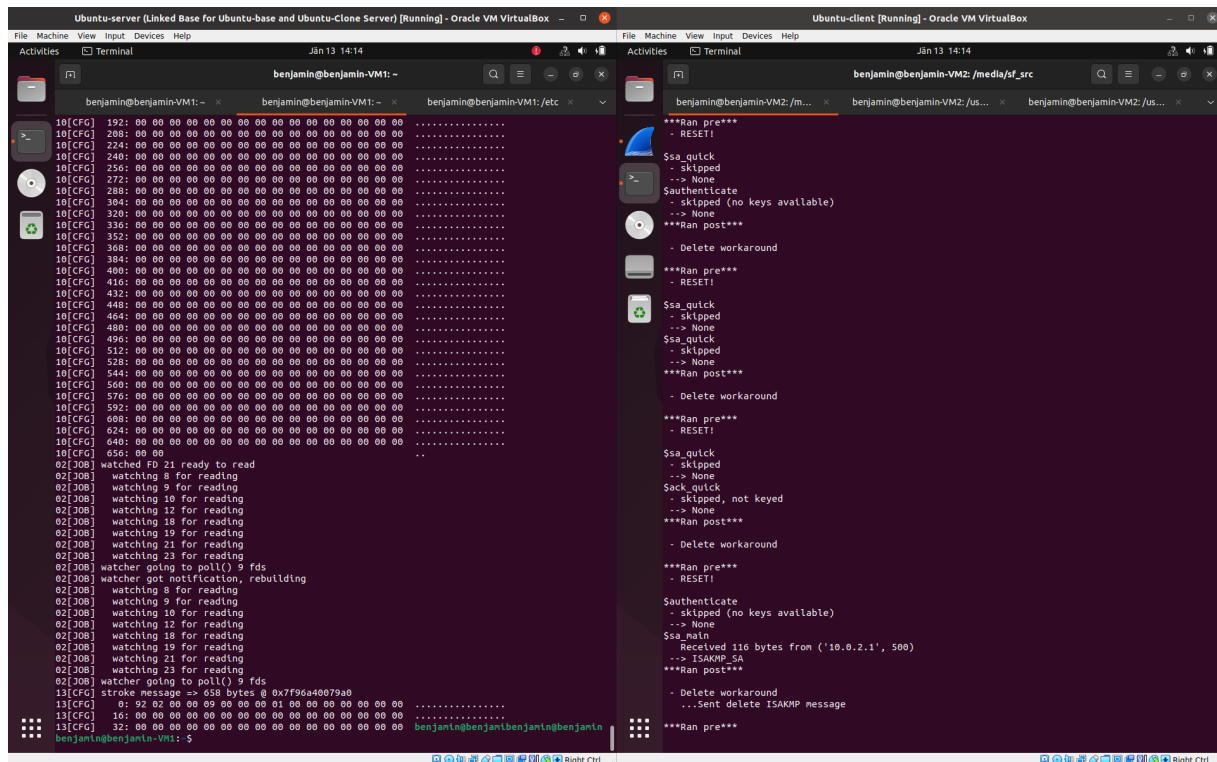 Ubuntu-server (Linked Base for Ubuntu-base and Ubuntu-Clone Server) [Running] - Oracle VM VirtualBox
File Machine View Input Devices Help
Activities Terminal Jān 13 14:14
benjamin@benjamin-VM1: ~
benjamin@benjamin-VM1: ~ benjamin@benjamin-VM1: ~ benjamin@benjamin-VM1: /etc
10[CFG] 192: 00 00 00 00 00 00 00 00 00 00 00 00 00 00 00 00 ................
10[CFG] 208: 00 00 00 00 00 00 00 00 00 00 00 00 00 00 00 00 ................
10[CFG] 224: 00 00 00 00 00 00 00 00 00 00 00 00 00 00 00 00 ................
10[CFG] 240: 00 00 00 00 00 00 00 00 00 00 00 00 00 00 00 00 ................
10[CFG] 256: 00 00 00 00 00 00 00 00 00 00 00 00 00 00 00 00 ................
10[CFG] 272: 00 00 00 00 00 00 00 00 00 00 00 00 00 00 00 00 ................
10[CFG] 288: 00 00 00 00 00 00 00 00 00 00 00 00 00 00 00 00 ................
10[CFG] 304: 00 00 00 00 00 00 00 00 00 00 00 00 00 00 00 00 ................
10[CFG] 320: 00 00 00 00 00 00 00 00 00 00 00 00 00 00 00 00 ................
10[CFG] 336: 00 00 00 00 00 00 00 00 00 00 00 00 00 00 00 00 ................
10[CFG] 352: 00 00 00 00 00 00 00 00 00 00 00 00 00 00 00 00 ................
10[CFG] 368: 00 00 00 00 00 00 00 00 00 00 00 00 00 00 00 00 ................
10[CFG] 384: 00 00 00 00 00 00 00 00 00 00 00 00 00 00 00 00 ................
10[CFG] 400: 00 00 00 00 00 00 00 00 00 00 00 00 00 00 00 00 ................
10[CFG] 416: 00 00 00 00 00 00 00 00 00 00 00 00 00 00 00 00 ................
10[CFG] 432: 00 00 00 00 00 00 00 00 00 00 00 00 00 00 00 00 ................
10[CFG] 448: 00 00 00 00 00 00 00 00 00 00 00 00 00 00 00 00 ................
10[CFG] 464: 00 00 00 00 00 00 00 00 00 00 00 00 00 00 00 00 ................
10[CFG] 480: 00 00 00 00 00 00 00 00 00 00 00 00 00 00 00 00 ................
10[CFG] 496: 00 00 00 00 00 00 00 00 00 00 00 00 00 00 00 00 ................
10[CFG] 512: 00 00 00 00 00 00 00 00 00 00 00 00 00 00 00 00 ................
10[CFG] 528: 00 00 00 00 00 00 00 00 00 00 00 00 00 00 00 00 ................
10[CFG] 544: 00 00 00 00 00 00 00 00 00 00 00 00 00 00 00 00 ................
10[CFG] 560: 00 00 00 00 00 00 00 00 00 00 00 00 00 00 00 00 ................
10[CFG] 576: 00 00 00 00 00 00 00 00 00 00 00 00 00 00 00 00 ................
10[CFG] 592: 00 00 00 00 00 00 00 00 00 00 00 00 00 00 00 00 ................
10[CFG] 608: 00 00 00 00 00 00 00 00 00 00 00 00 00 00 00 00 ................
10[CFG] 624: 00 00 00 00 00 00 00 00 00 00 00 00 00 00 00 00 ................
10[CFG] 640: 00 00 00 00 00 00 00 00 00 00 00 00 00 00 00 00 ................
10[CFG] 656: 00 00 ..
02[JOB] watched FD 21 ready to read
02[JOB] watching 8 for reading
02[JOB] watching 9 for reading
02[JOB] watching 10 for reading
02[JOB] watching 12 for reading
02[JOB] watching 18 for reading
02[JOB] watching 19 for reading
02[JOB] watching 21 for reading
02[JOB] watching 23 for reading
02[JOB] watcher going to poll() 9 fds
02[JOB] watcher got notification, rebuilding
02[JOB] watching 8 for reading
02[JOB] watching 9 for reading
02[JOB] watching 10 for reading
02[JOB] watching 12 for reading
02[JOB] watching 18 for reading
02[JOB] watching 19 for reading
02[JOB] watching 21 for reading
02[JOB] watching 23 for reading
02[JOB] watcher going to poll() 9 fds
13[CFG] stroke message => 658 bytes @ 0x7f96a40079a0
13[CFG] 0: 92 02 00 00 09 00 00 00 01 00 00 00 00 00 00 00 ................
13[CFG] 16: 00 00 00 00 00 00 00 00 00 00 00 00 00 00 00 00 ................
13[CFG] 32: 00 00 00 00 00 00 00 00 00 00 00 00 00 00 00 00 benjamin@benjamibenjamin@benjamin
benjamin@benjamin-VM1:~$
Right Ctrl
Ubuntu-client [Running] - Oracle VM VirtualBox
File Machine View Input Devices Help
Activities Terminal Jān 13 14:14
benjamin@benjamin-VM2: /media/sf_src
benjamin@benjamin-VM2: /m... benjamin@benjamin-VM2: /us... benjamin@benjamin-VM2: /us...
***Ran pre***
- RESET!
$sa_quick
- skipped
--> None
$authenticate
- skipped (no keys available)
--> None
***Ran post***
- Delete workaround
***Ran pre***
- RESET!
$sa_quick
- skipped
--> None
$sa_quick
- skipped
--> None
***Ran post***
- Delete workaround
***Ran pre***
- RESET!
$sa_quick
- skipped
--> None
$ack_quick
- skipped, not keyed
--> None
***Ran post***
- Delete workaround
***Ran pre***
- RESET!
$authenticate
- skipped (no keys available)
--> None
$sa_main
Received 116 bytes from ('10.0.2.1', 500)
--> ISAKMP_SA
***Ran post***
- Delete workaround
...Sent delete ISAKMP message
***Ran pre***
Right Ctrl